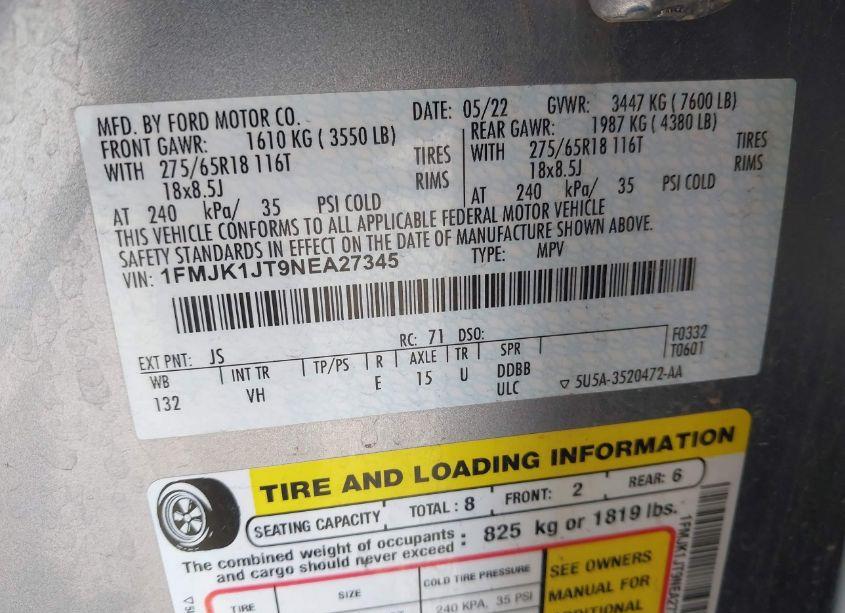 MFD. BY FORD MOTOR CO. DATE: 05/22 GVWR: 3447 KG ( 7600 LB)
FRONT GAWR: 1610 KG ( 3550 LB) REAR GAWR: 1987 KG ( 4380 LB)
WITH 275/65R18 116T TIRES WITH 275/65R18 116T TIRES
18x8.5J RIMS 18x8.5J RIMS
AT 240 kPa/ 35 PSI COLD AT 240 kPa/ 35 PSI COLD
THIS VEHICLE CONFORMS TO ALL APPLICABLE FEDERAL MOTOR VEHICLE
SAFETY STANDARDS IN EFFECT ON THE DATE OF MANUFACTURE SHOWN ABOVE.
VIN: 1FMJK1JT9NEA27345 TYPE: MPV
EXT PNT: JS RC: 71 DSO: F0332
WB INT TR TP/PS R AXLE TR SPR T0601
132 VH E 15 U DDBB
ULC ▽ 5U5A-3520472-AA
TIRE AND LOADING INFORMATION
SEATING CAPACITY TOTAL : 8 FRONT: 2 REAR: 6
The combined weight of occupants
and cargo should never exceed : 825 kg or 1819 lbs.
TIRE SIZE COLD TIRE PRESSURE SEE OWNERS
MANUAL FOR
240 KPA, 35 PSI